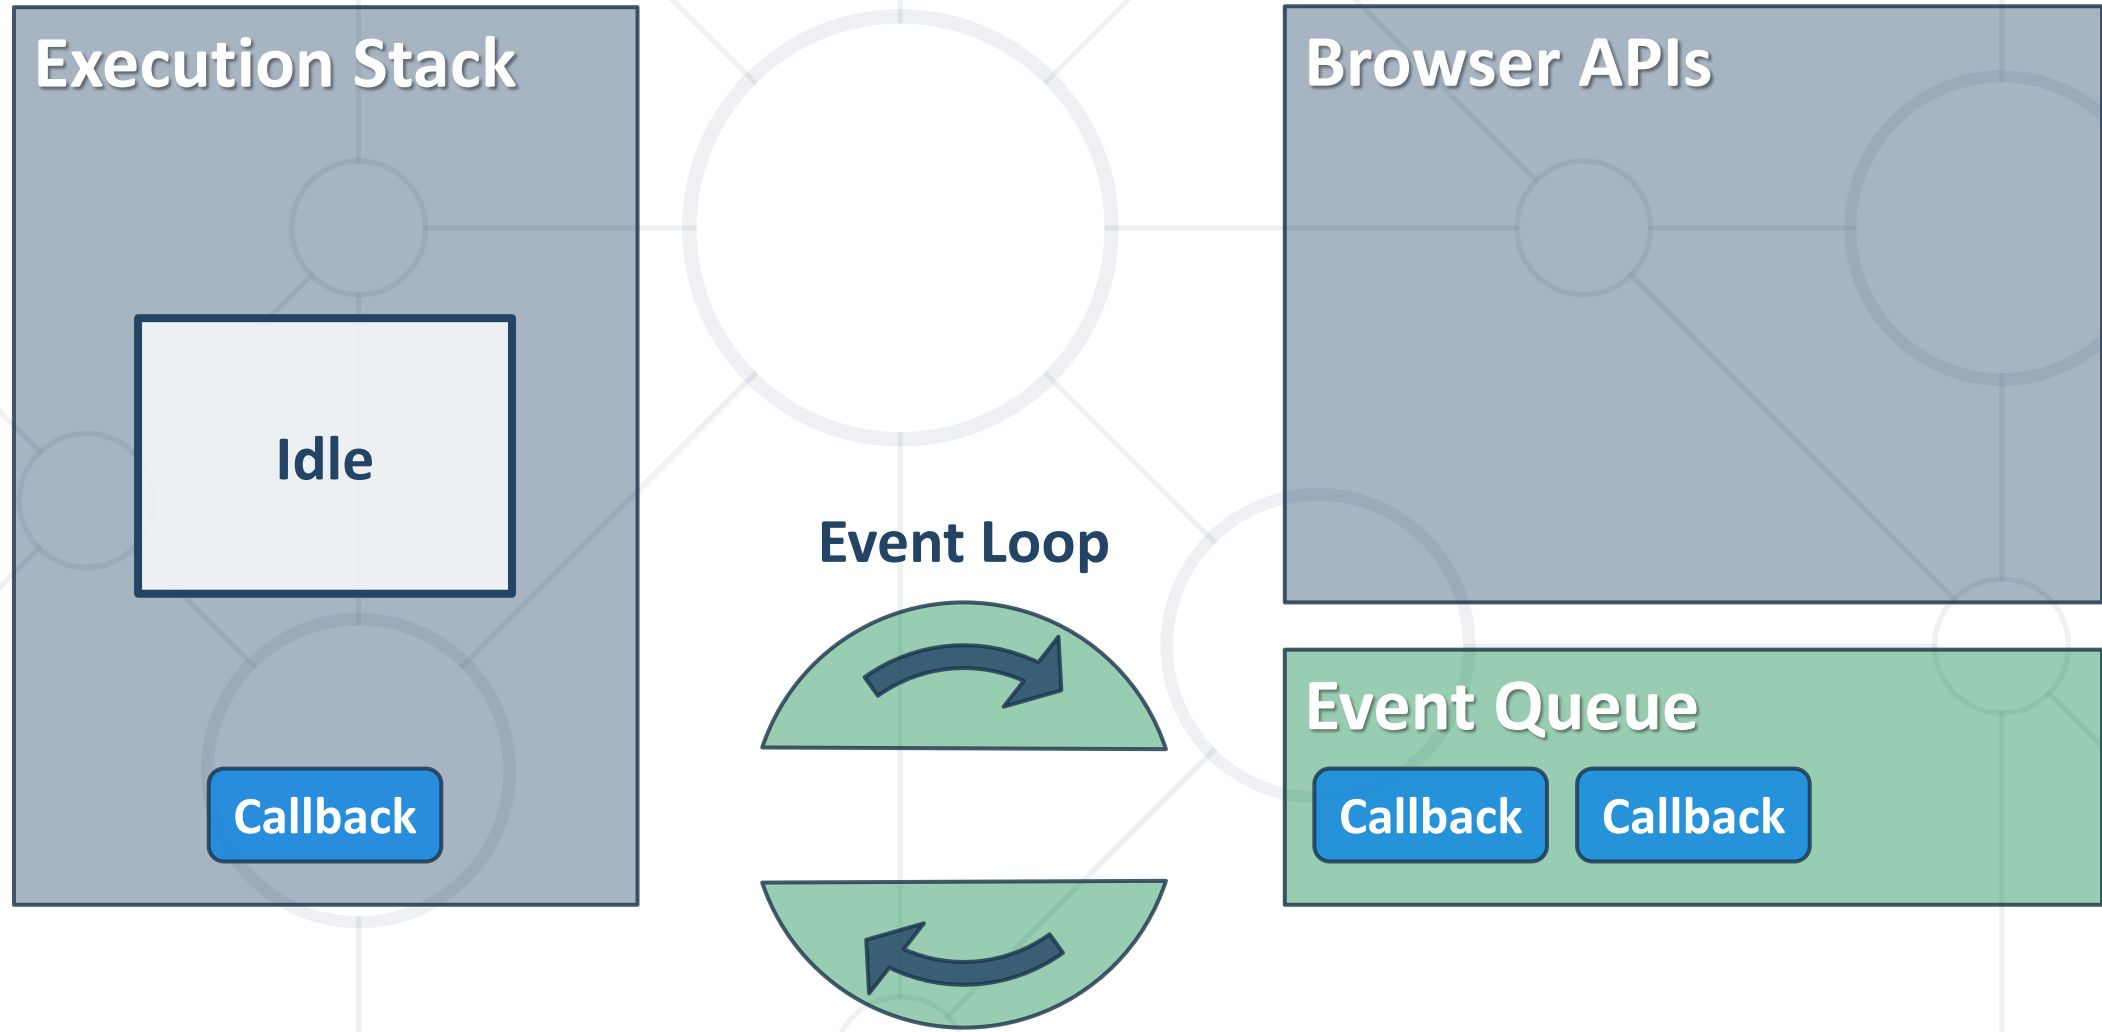 Execution Stack
Idle
Callback
Event Loop
Browser APIs
Event Queue
Callback Callback